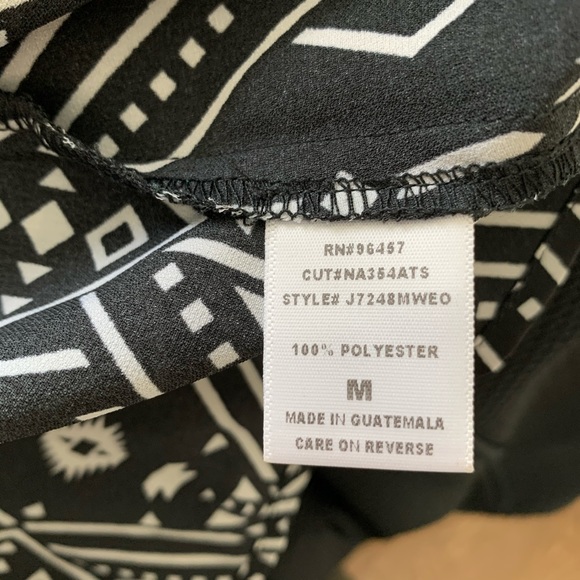 RN#96457
CUT#NA354ATS
STYLE# J7248MWEO
100% POLYESTER
M
MADE IN GUATEMALA
CARE ON REVERSE